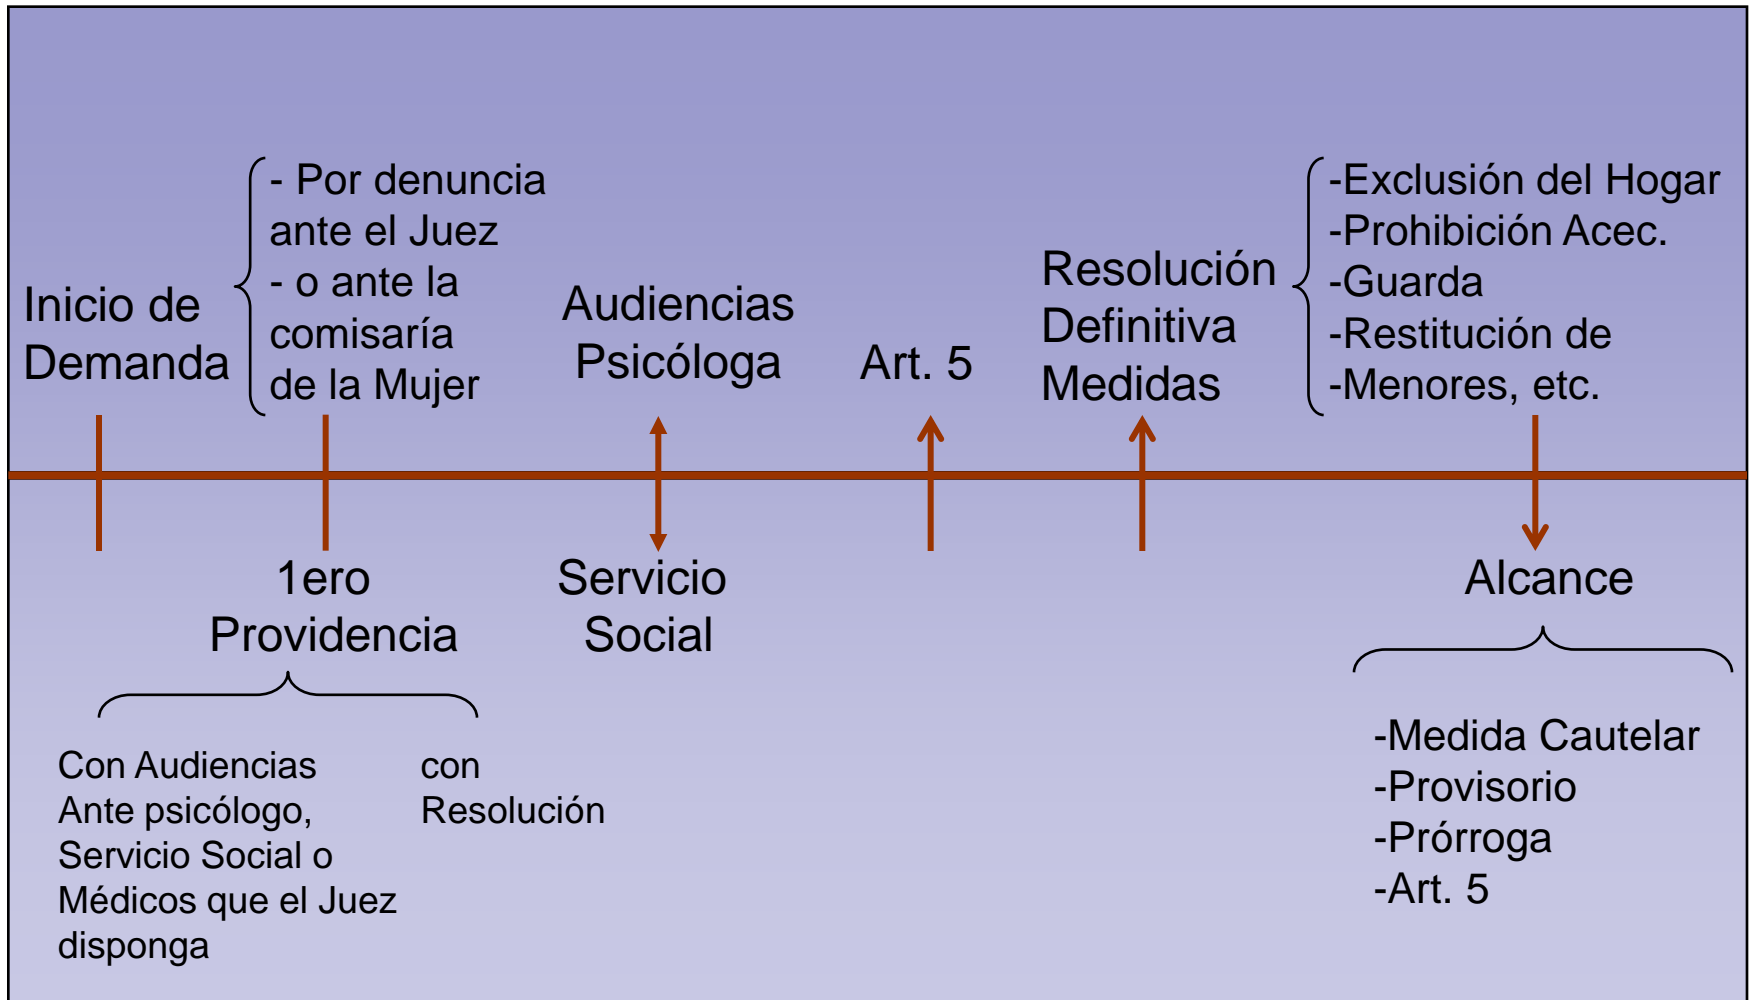 Inicio de
Demanda
- Por denuncia
ante el Juez
- o ante la
comisaría
de la Mujer
Audiencias
Psicóloga
Art. 5
Resolución
Definitiva
Medidas
-Exclusión del Hogar
-Prohibición Acec.
-Guarda
-Restitución de
-Menores, etc.
1ero
Providencia
Servicio
Social
Alcance
Con Audiencias
Ante psicólogo,
Servicio Social o
Médicos que el Juez
disponga
con
Resolución
-Medida Cautelar
-Provisorio
-Prórroga
-Art. 5